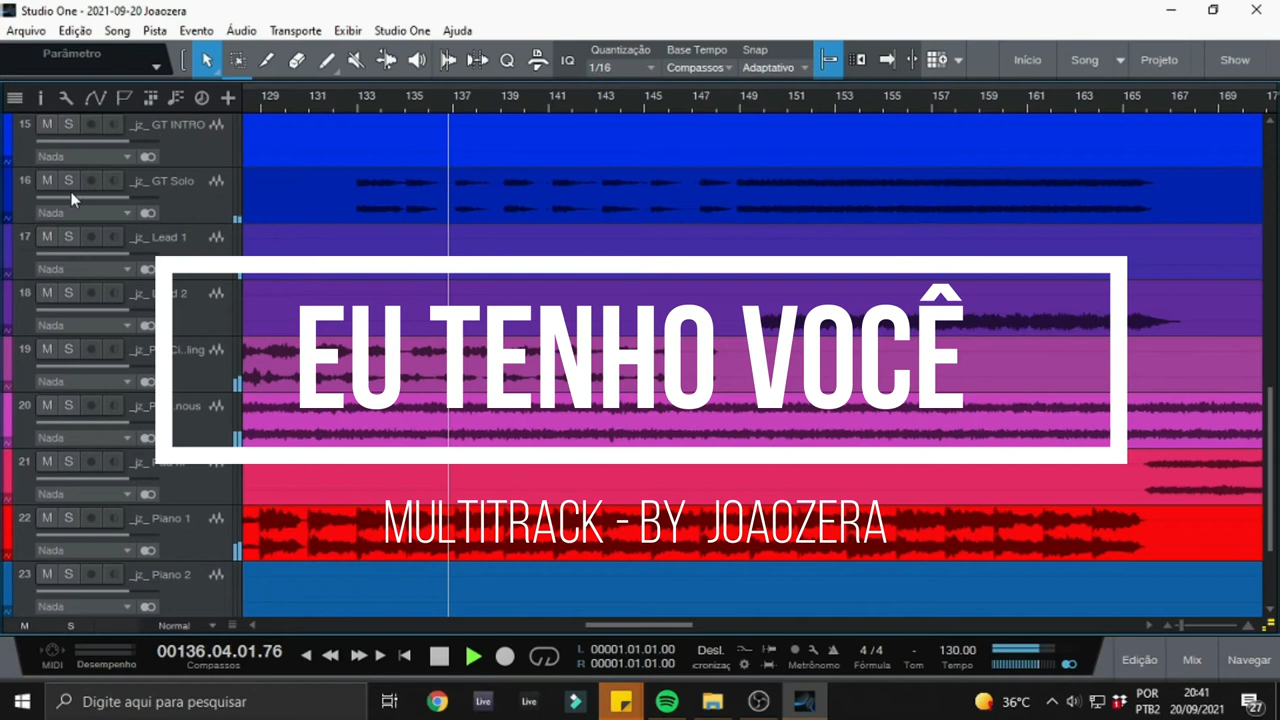 Studio One - 2021-09-20 Joaozera
Arquivo Edição Song Pista Evento Áudio Transporte Exibir Studio One Ajuda
Parâmetro
IQ
Quantização Base Tempo Snap
1/16 Compassos Adaptativo
Início Song Projeto Show
129 131 133 135 137 139 141 143 145 147 149 151 153 155 157 159 161 163 165 167 169
15 M S _jz_ GT INTRO
Nada
16 M S _jz_ GT Solo
Nada
17 M S _jz_ Lead 1
Nada
18 M S
Nada
19 M S
Nada
20 M S
Nada
21 M S
Nada
22 M S _jz_ Piano 1
Nada
23 M S _jz_ Piano 2
Nada
EU TENHO VOCÊ
MULTITRACK - BY JOAOZERA
M S Normal
MIDI Desempenho
00136.04.01.76
Compassos
L 00001.01.01.00
R 00001.01.01.00
Desl.
cronizaç
Metrônomo
4 / 4
Fórmula
-
Tom
130.00
Tempo
Edição Mix Navegar
Digite aqui para pesquisar
Live Live
36°C
POR
PTB2
20:41
20/09/2021
27